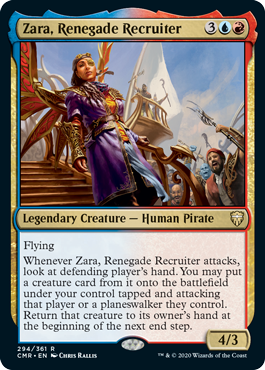 Zara, Renegade Recruiter 3
Legendary Creature — Human Pirate
Flying
Whenever Zara, Renegade Recruiter attacks,
look at defending player's hand. You may put
a creature card from it onto the battlefield
under your control tapped and attacking
that player or a planeswalker they control.
Return that creature to its owner's hand at
the beginning of the next end step.
4/3
294/361 R
CMR • EN Chris Rallis
™ & © 2020 Wizards of the Coast